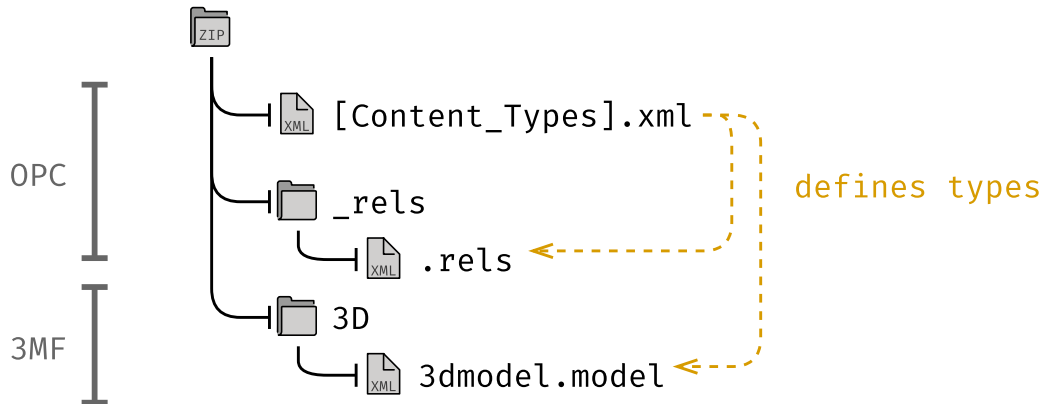 ZIP
XML
[Content_Types].xml
OPC
defines types
_rels
XML
.rels
3D
3MF
XML
3dmodel.model